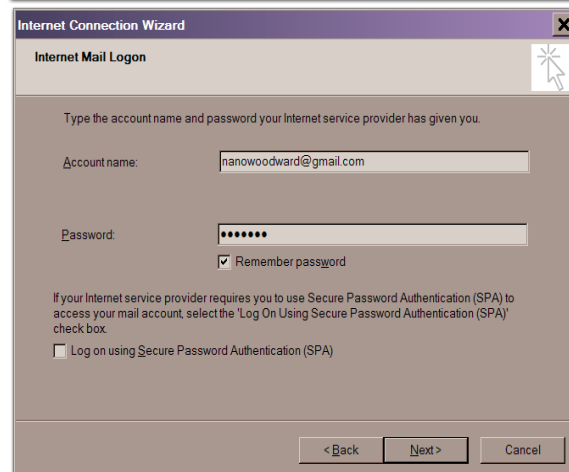 Internet Connection Wizard
Internet Mail Logon
Type the account name and password your Internet service provider has given you.
Account name:
nanowoodward@gmail.com
Password:
•••••••
Remember password
If your Internet service provider requires you to use Secure Password Authentication (SPA) to
access your mail account, select the 'Log On Using Secure Password Authentication (SPA)'
check box.
Log on using Secure Password Authentication (SPA)
< Back
Next >
Cancel